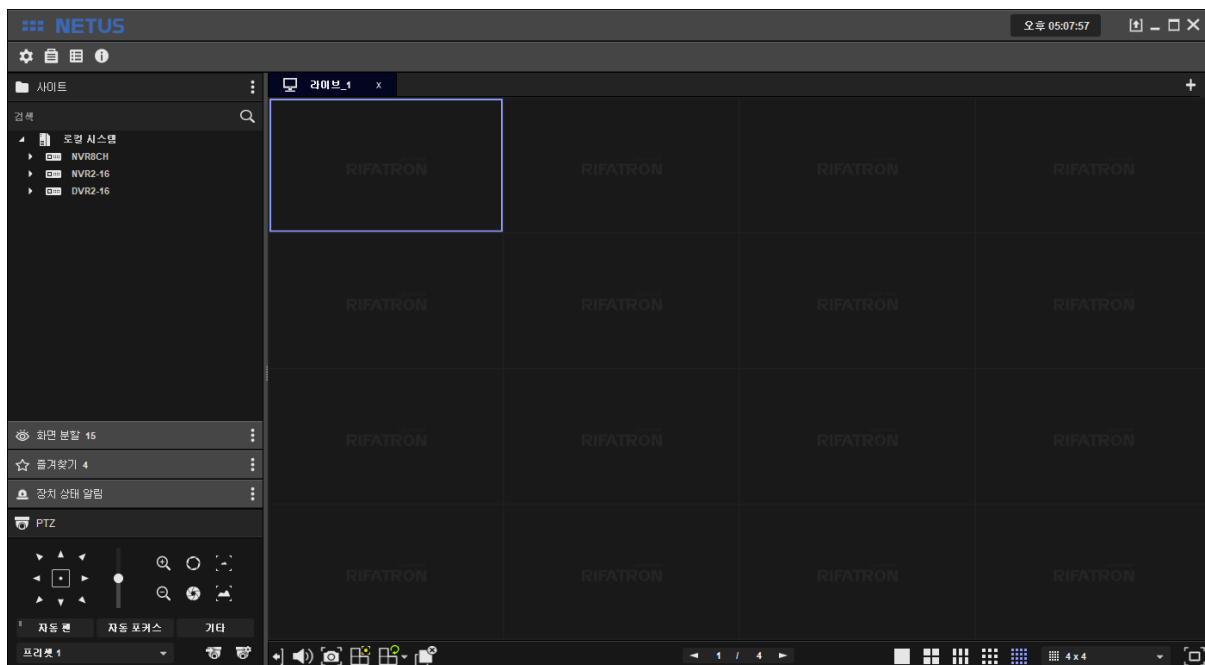 NETUS
오후 05:07:57
사이트
라이브_1 x
검색
로컬 시스템
NVR8CH
NVR2-16
DVR2-16
RIFATRON RIFATRON RIFATRON RIFATRON
RIFATRON RIFATRON RIFATRON RIFATRON
RIFATRON RIFATRON RIFATRON RIFATRON
RIFATRON RIFATRON RIFATRON RIFATRON
화면 분할 15
즐겨찾기 4
장치 상태 알림
PTZ
자동 팬 자동 포커스 기타
프리셋 1
1 / 4
4 x 4